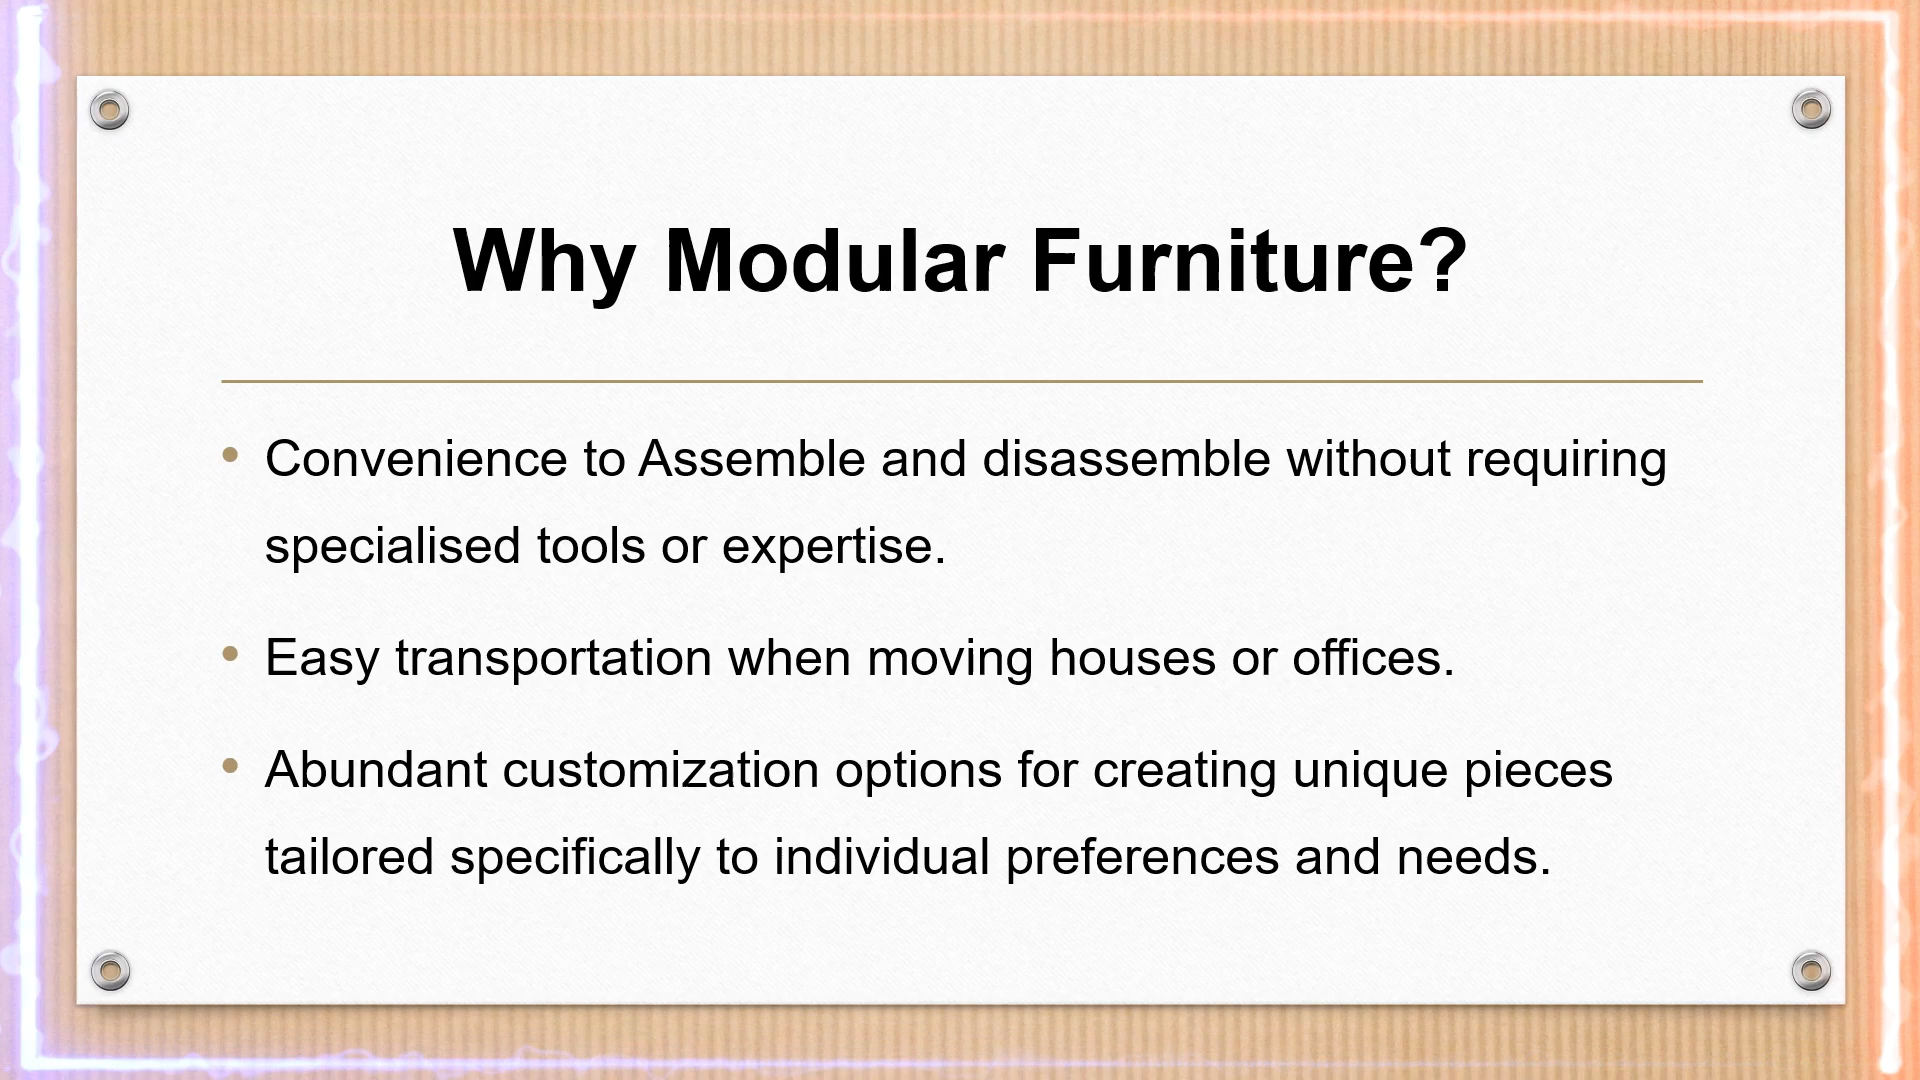 Why Modular Furniture?
• Convenience to Assemble and disassemble without requiring
specialised tools or expertise.
• Easy transportation when moving houses or offices.
• Abundant customization options for creating unique pieces
tailored specifically to individual preferences and needs.